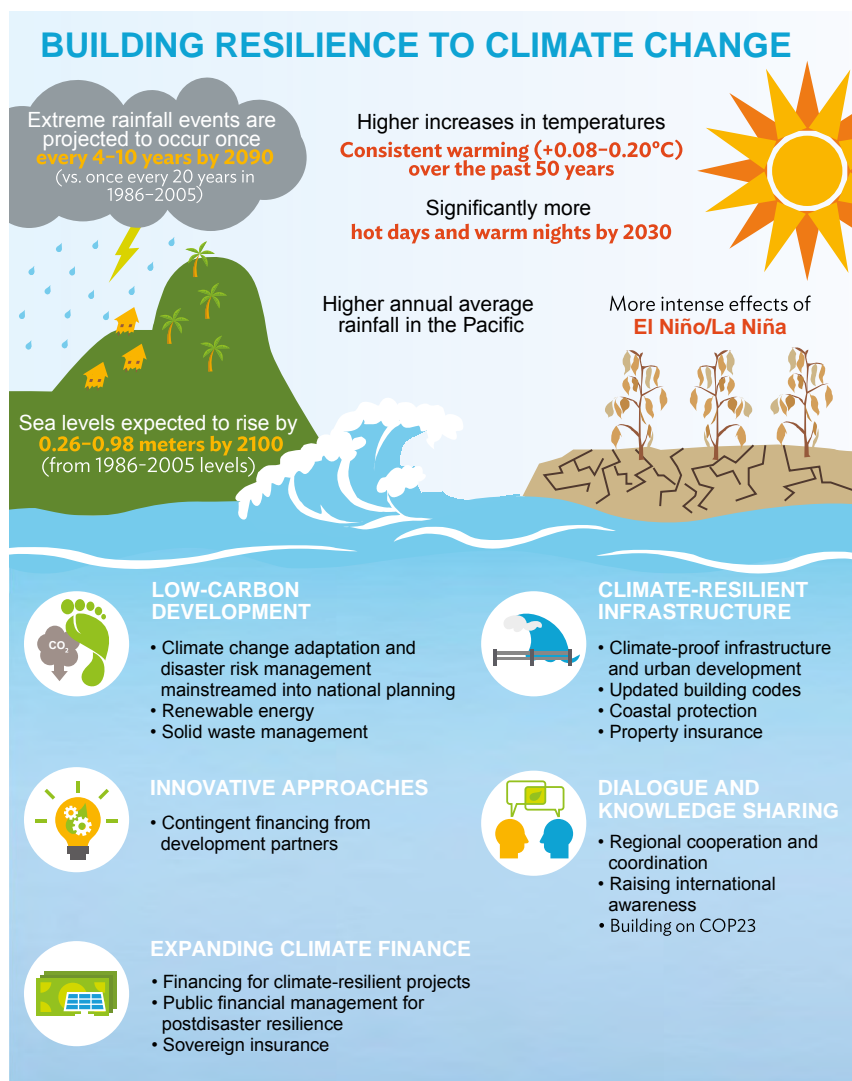 BUILDING RESILIENCE TO CLIMATE CHANGE
Extreme rainfall events are
projected to occur once
every 4–10 years by 2090
(vs. once every 20 years in
1986–2005)
Higher increases in temperatures
Consistent warming (+0.08–0.20ºC)
over the past 50 years
Significantly more
hot days and warm nights by 2030
Higher annual average
rainfall in the Pacific
More intense effects of
El Niño/La Niña
Sea levels expected to rise by
0.26–0.98 meters by 2100
(from 1986–2005 levels)
CO2
LOW-CARBON
DEVELOPMENT
• Climate change adaptation and
disaster risk management
mainstreamed into national planning
• Renewable energy
• Solid waste management
CLIMATE-RESILIENT
INFRASTRUCTURE
• Climate-proof infrastructure
and urban development
• Updated building codes
• Coastal protection
• Property insurance
INNOVATIVE APPROACHES
• Contingent financing from
development partners
DIALOGUE AND
KNOWLEDGE SHARING
• Regional cooperation and
coordination
• Raising international
awareness
• Building on COP23
EXPANDING CLIMATE FINANCE
• Financing for climate-resilient projects
• Public financial management for
postdisaster resilience
• Sovereign insurance